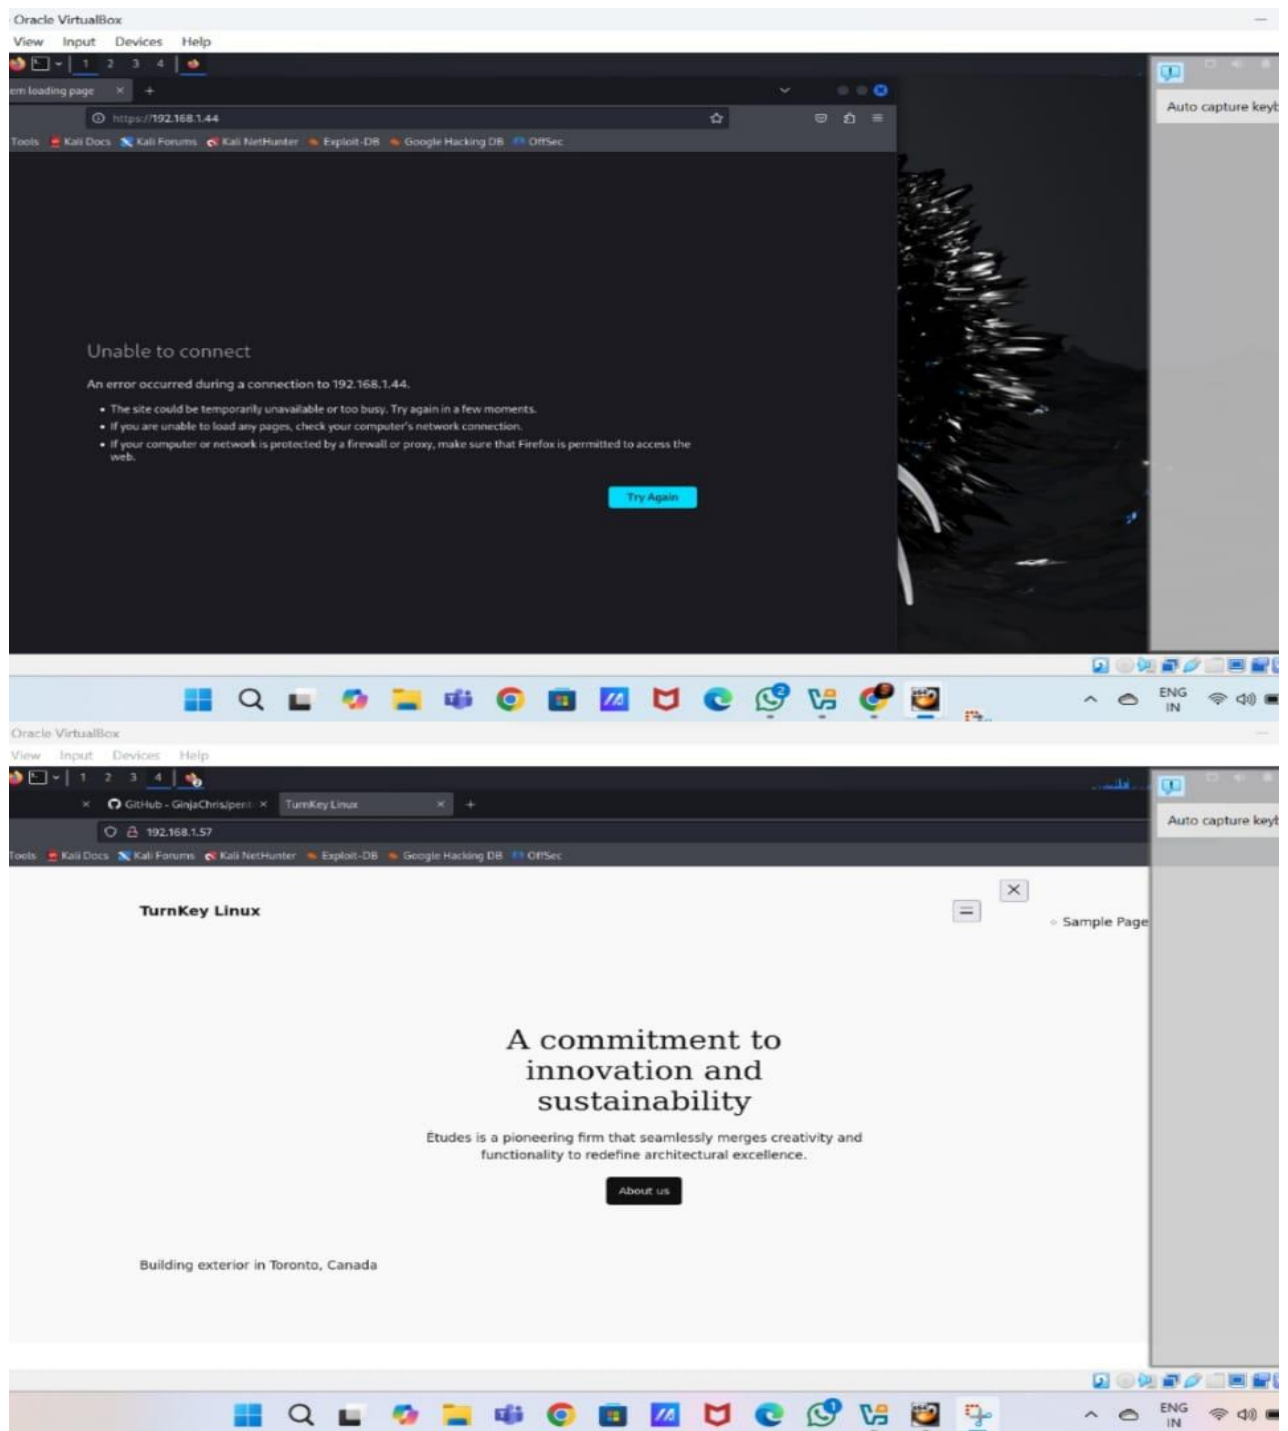 Oracle VirtualBox
View Input Devices Help
1 2 3 4
em loading page
https://192.168.1.44
Tools Kali Docs Kali Forums Kali NetHunter Exploit-DB Google Hacking DB OffSec
Auto capture keyb
Unable to connect
An error occurred during a connection to 192.168.1.44.
• The site could be temporarily unavailable or too busy. Try again in a few moments.
• If you are unable to load any pages, check your computer's network connection.
• If your computer or network is protected by a firewall or proxy, make sure that Firefox is permitted to access the
web.
Try Again
2
ENG
IN
Oracle VirtualBox
View Input Devices Help
1 2 3 4
GitHub - GinjaChris/pent TurnKey Linux
192.168.1.57
Tools Kali Docs Kali Forums Kali NetHunter Exploit-DB Google Hacking DB OffSec
Auto capture keyb
TurnKey Linux
Sample Page
A commitment to
innovation and
sustainability
Études is a pioneering firm that seamlessly merges creativity and
functionality to redefine architectural excellence.
About us
Building exterior in Toronto, Canada
1
ENG
IN